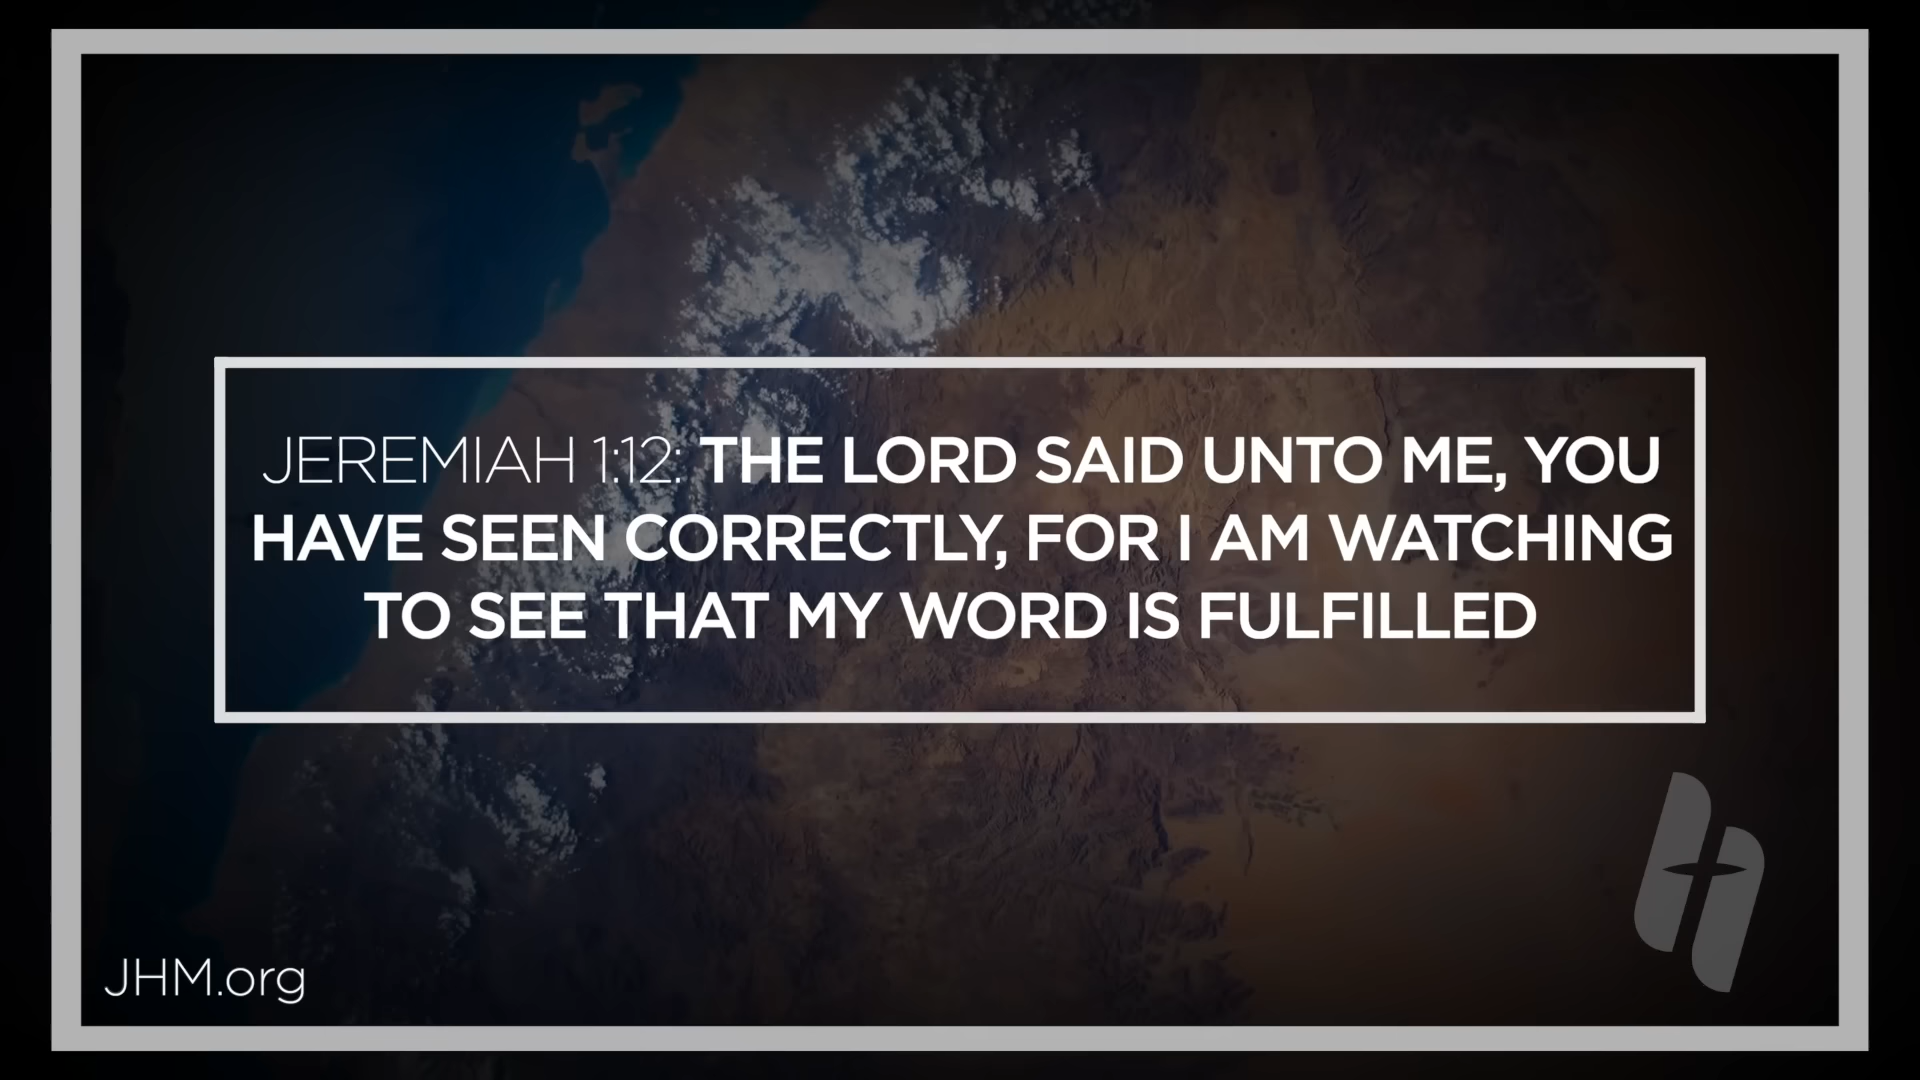 JEREMIAH 1:12: THE LORD SAID UNTO ME, YOU
HAVE SEEN CORRECTLY, FOR I AM WATCHING
TO SEE THAT MY WORD IS FULFILLED
JHM.org